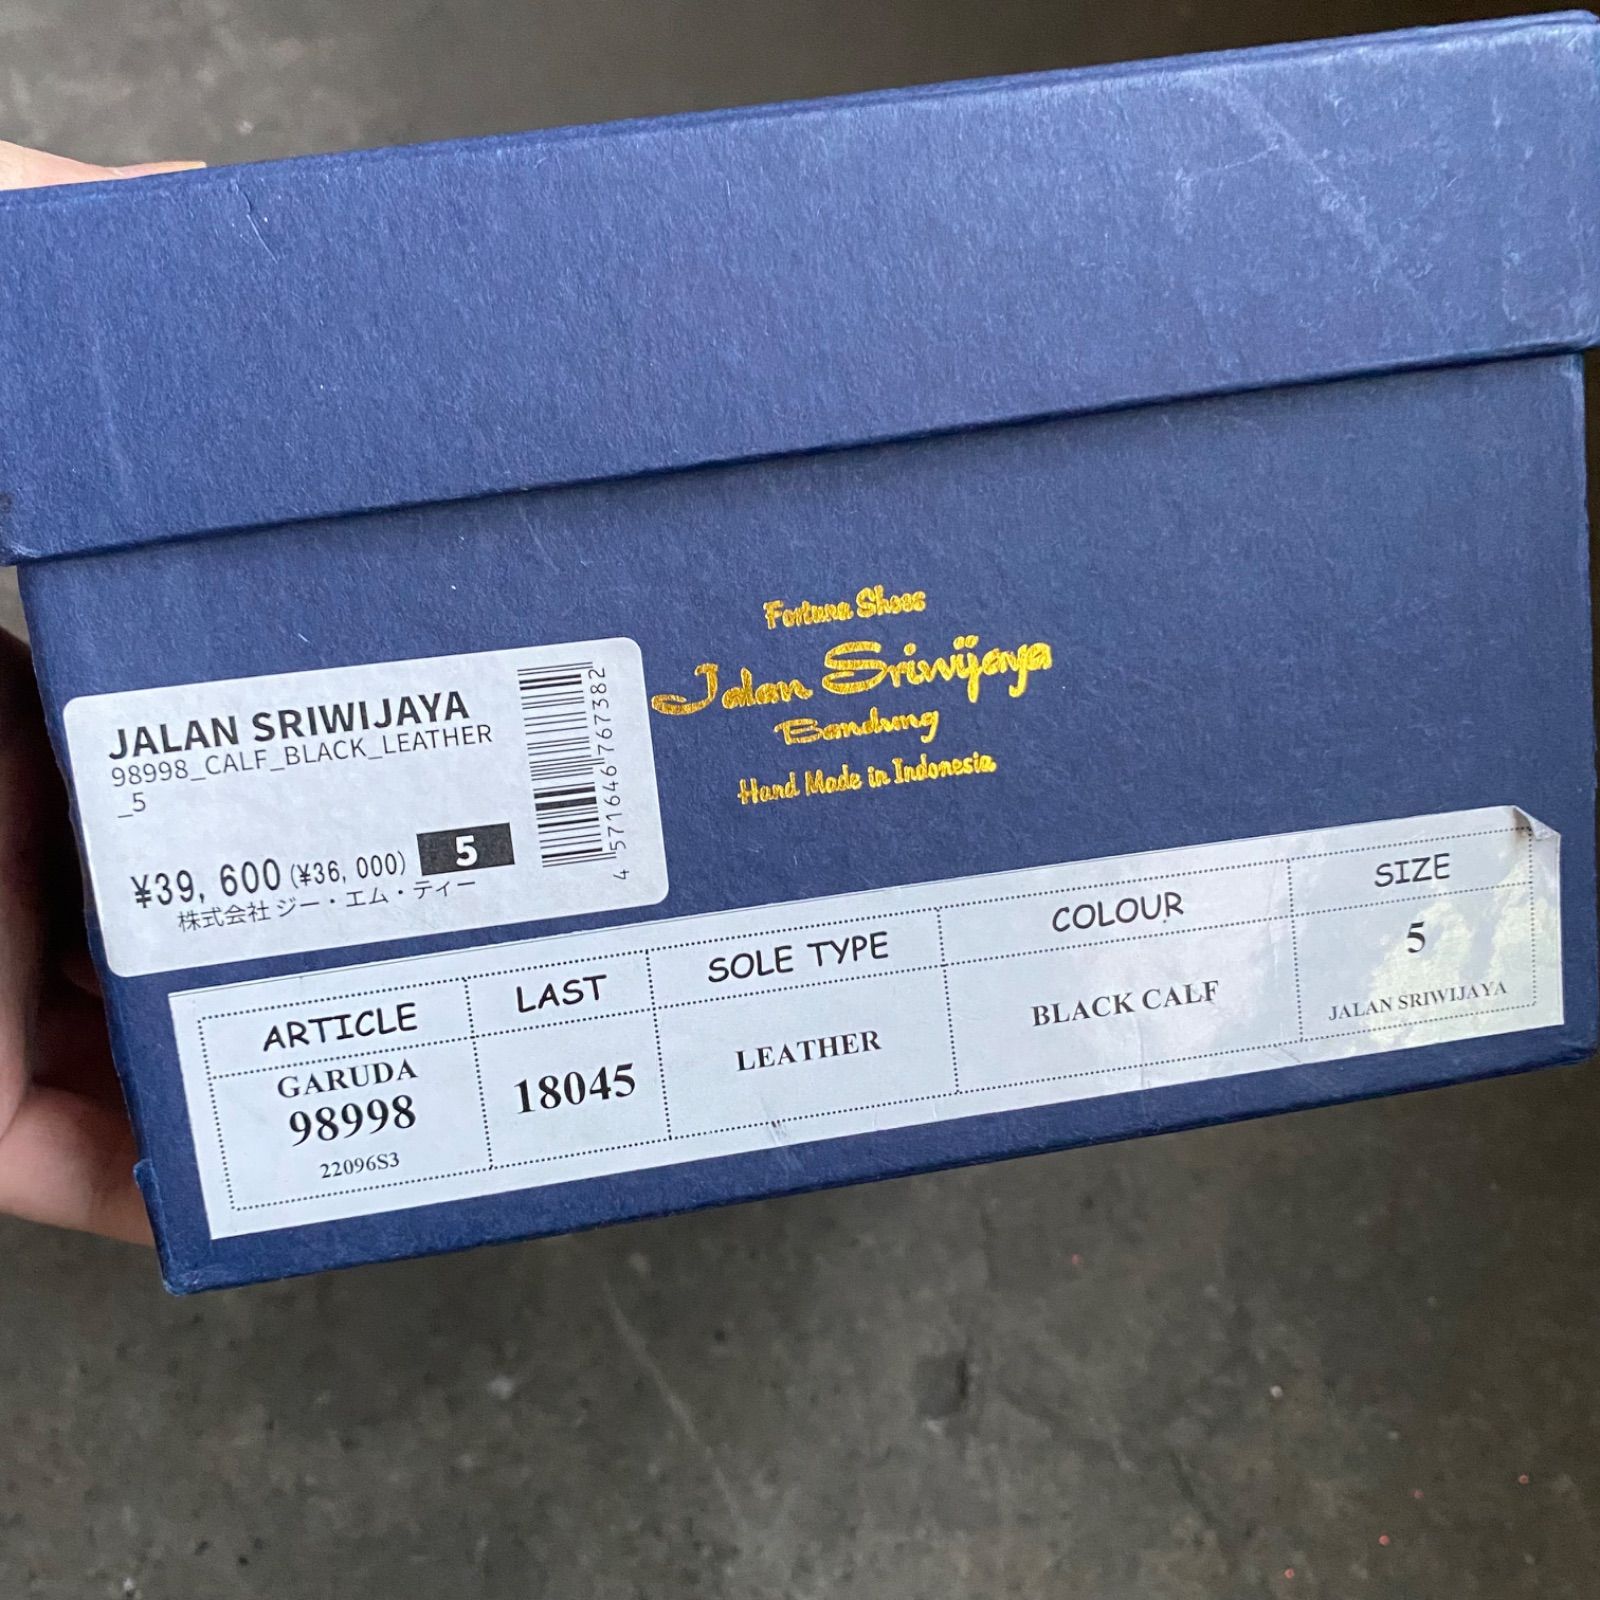 Fortuna Shoes
Jalan Sriwijaya
Bandung
Hand Made in Indonesia
JALAN SRIWIJAYA
98998_CALF_BLACK_LEATHER
_5
¥39, 600 (¥36, 000) 5
株式会社 ジー・エム・ティー
4 571646 767382
ARTICLE LAST SOLE TYPE COLOUR SIZE
GARUDA
98998
22096S3
18045
LEATHER
BLACK CALF
5
JALAN SRIWIJAYA